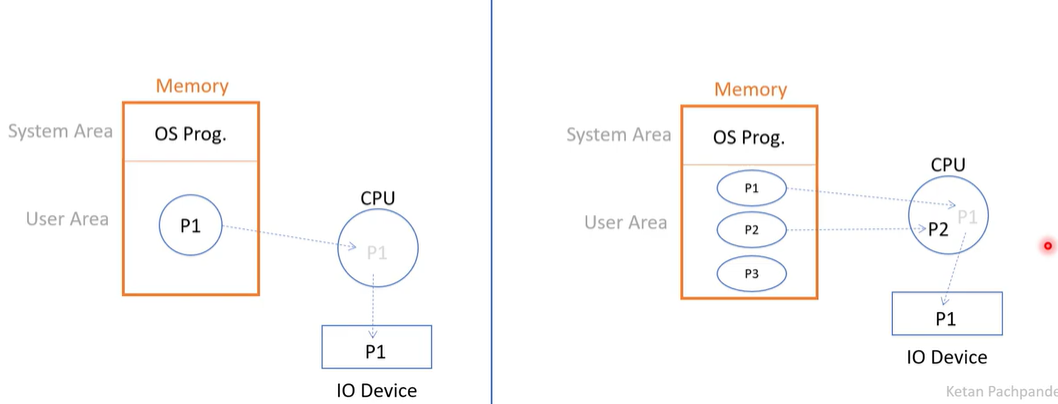 Memory
System Area
OS Prog.
User Area
P1
CPU
P1
P1
IO Device
Memory
System Area
OS Prog.
User Area
P1
P2
P3
CPU
P1
P2
P1
IO Device
Ketan Pachpande